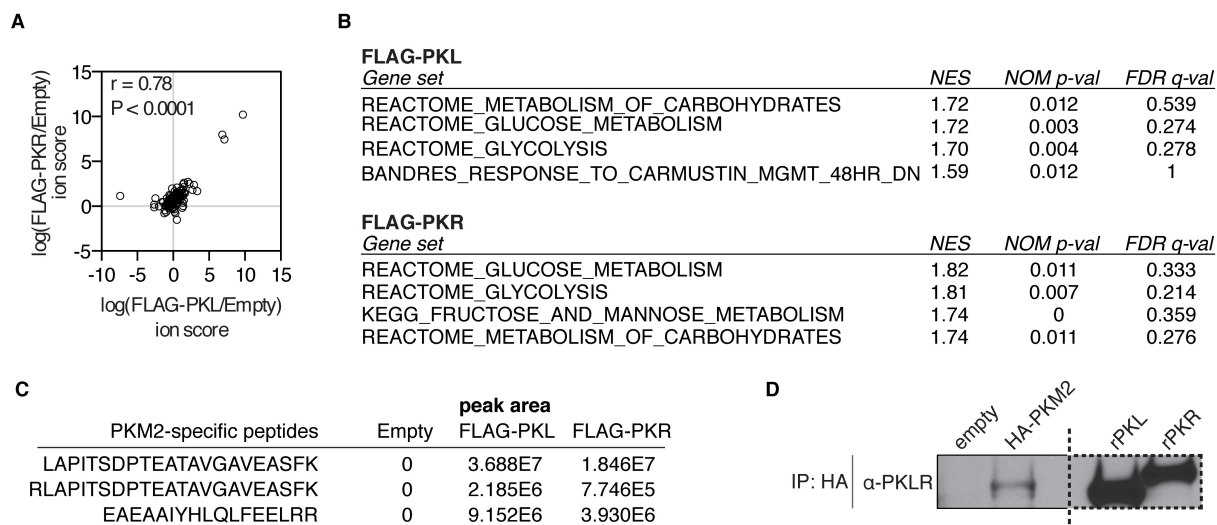 A
r = 0.78
P < 0.0001
log(FLAG-PKR/Empty)
ion score
15
10
5
0
-5
-10 -5 0 5 10 15
log(FLAG-PKL/Empty)
ion score
B
FLAG-PKL
Gene set NES NOM p-val FDR q-val
REACTOME_METABOLISM_OF_CARBOHYDRATES 1.72 0.012 0.539
REACTOME_GLUCOSE_METABOLISM 1.72 0.003 0.274
REACTOME_GLYCOLYSIS 1.70 0.004 0.278
BANDRES_RESPONSE_TO_CARMUSTIN_MGMT_48HR_DN 1.59 0.012 1
FLAG-PKR
Gene set NES NOM p-val FDR q-val
REACTOME_GLUCOSE_METABOLISM 1.82 0.011 0.333
REACTOME_GLYCOLYSIS 1.81 0.007 0.214
KEGG_FRUCTOSE_AND_MANNOSE_METABOLISM 1.74 0 0.359
REACTOME_METABOLISM_OF_CARBOHYDRATES 1.74 0.011 0.276
C
peak area
PKM2-specific peptides Empty FLAG-PKL FLAG-PKR
LAPITSDPTEATAVGAVEASFK 0 3.688E7 1.846E7
RLAPITSDPTEATAVGAVEASFK 0 2.185E6 7.746E5
EAEAAIYHLQLFEELRR 0 9.152E6 3.930E6
D
empty HA-PKM2 rPKL rPKR
IP: HA α-PKLR